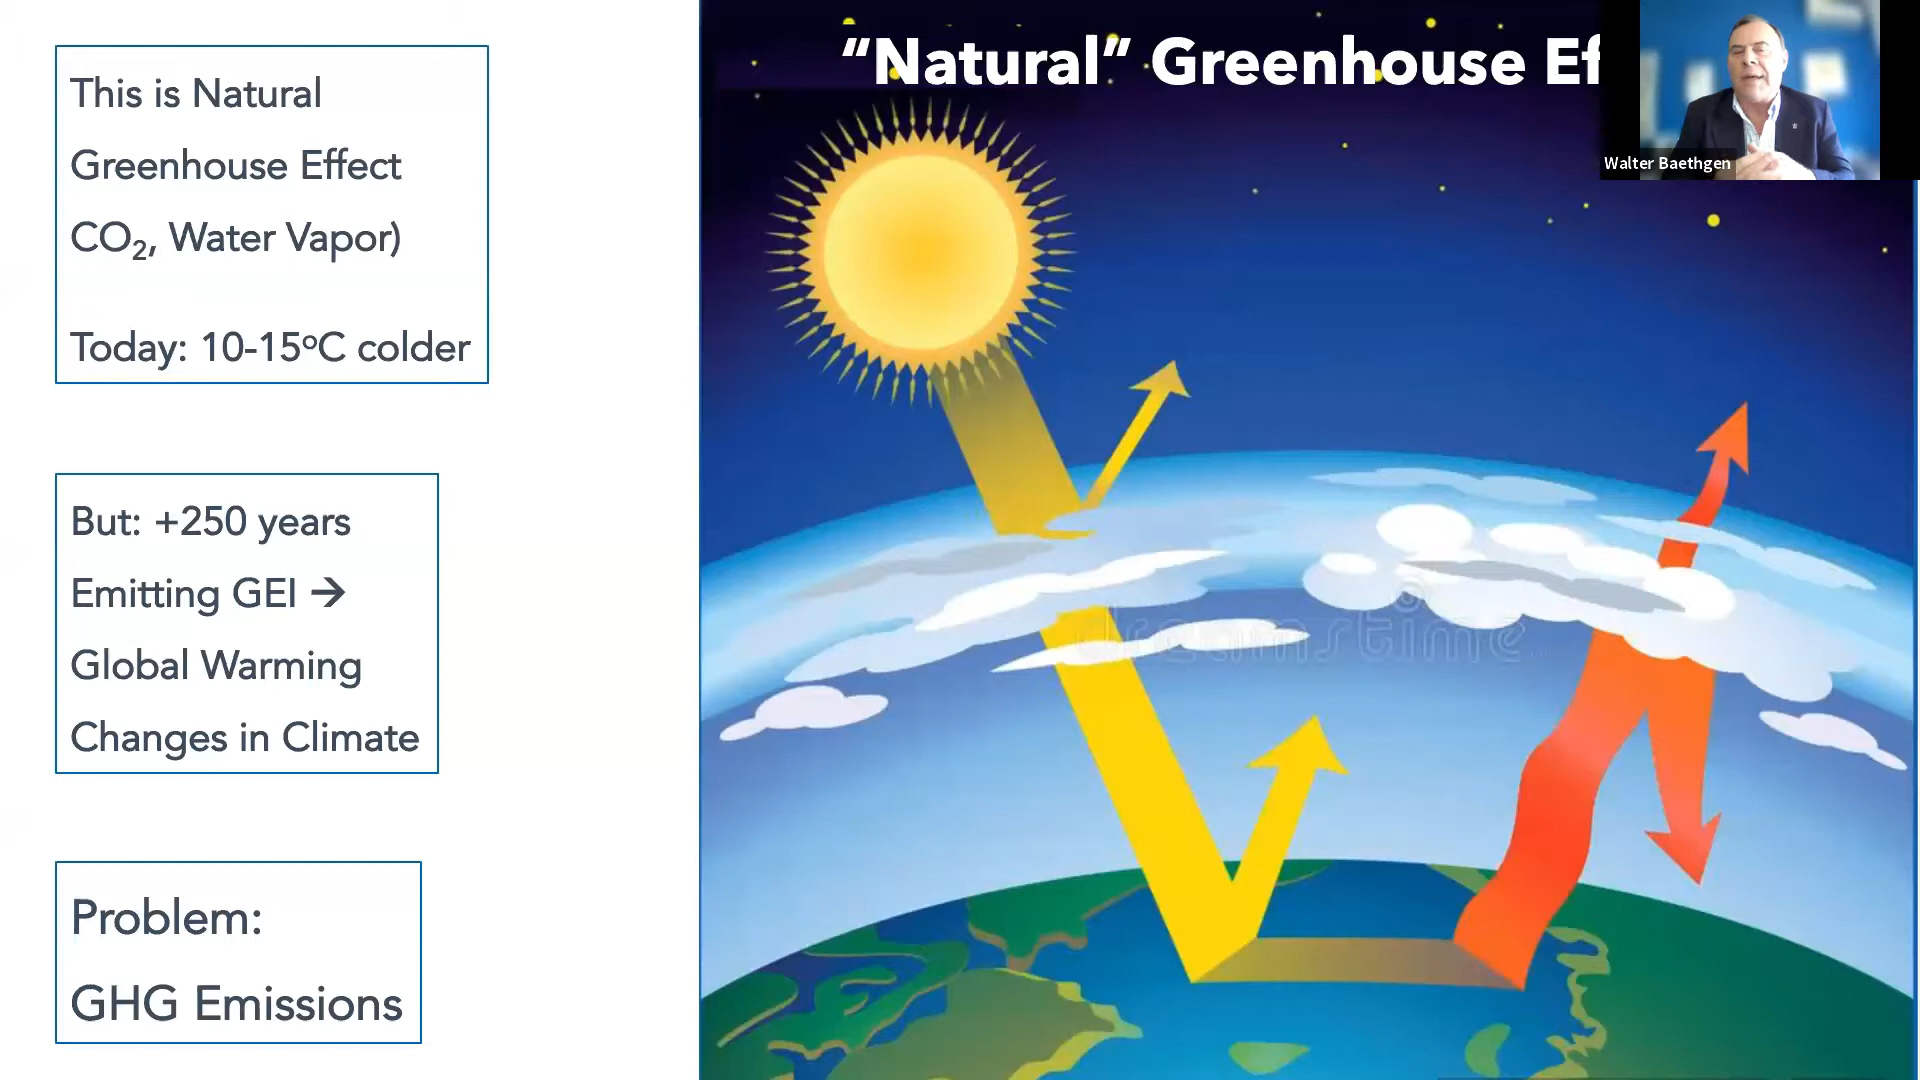 "Natural" Greenhouse Ef
Walter Baethgen
This is Natural
Greenhouse Effect
CO₂, Water Vapor)
Today: 10-15ºC colder
But: +250 years
Emitting GEI →
Global Warming
Changes in Climate
Problem:
GHG Emissions
dreamstime